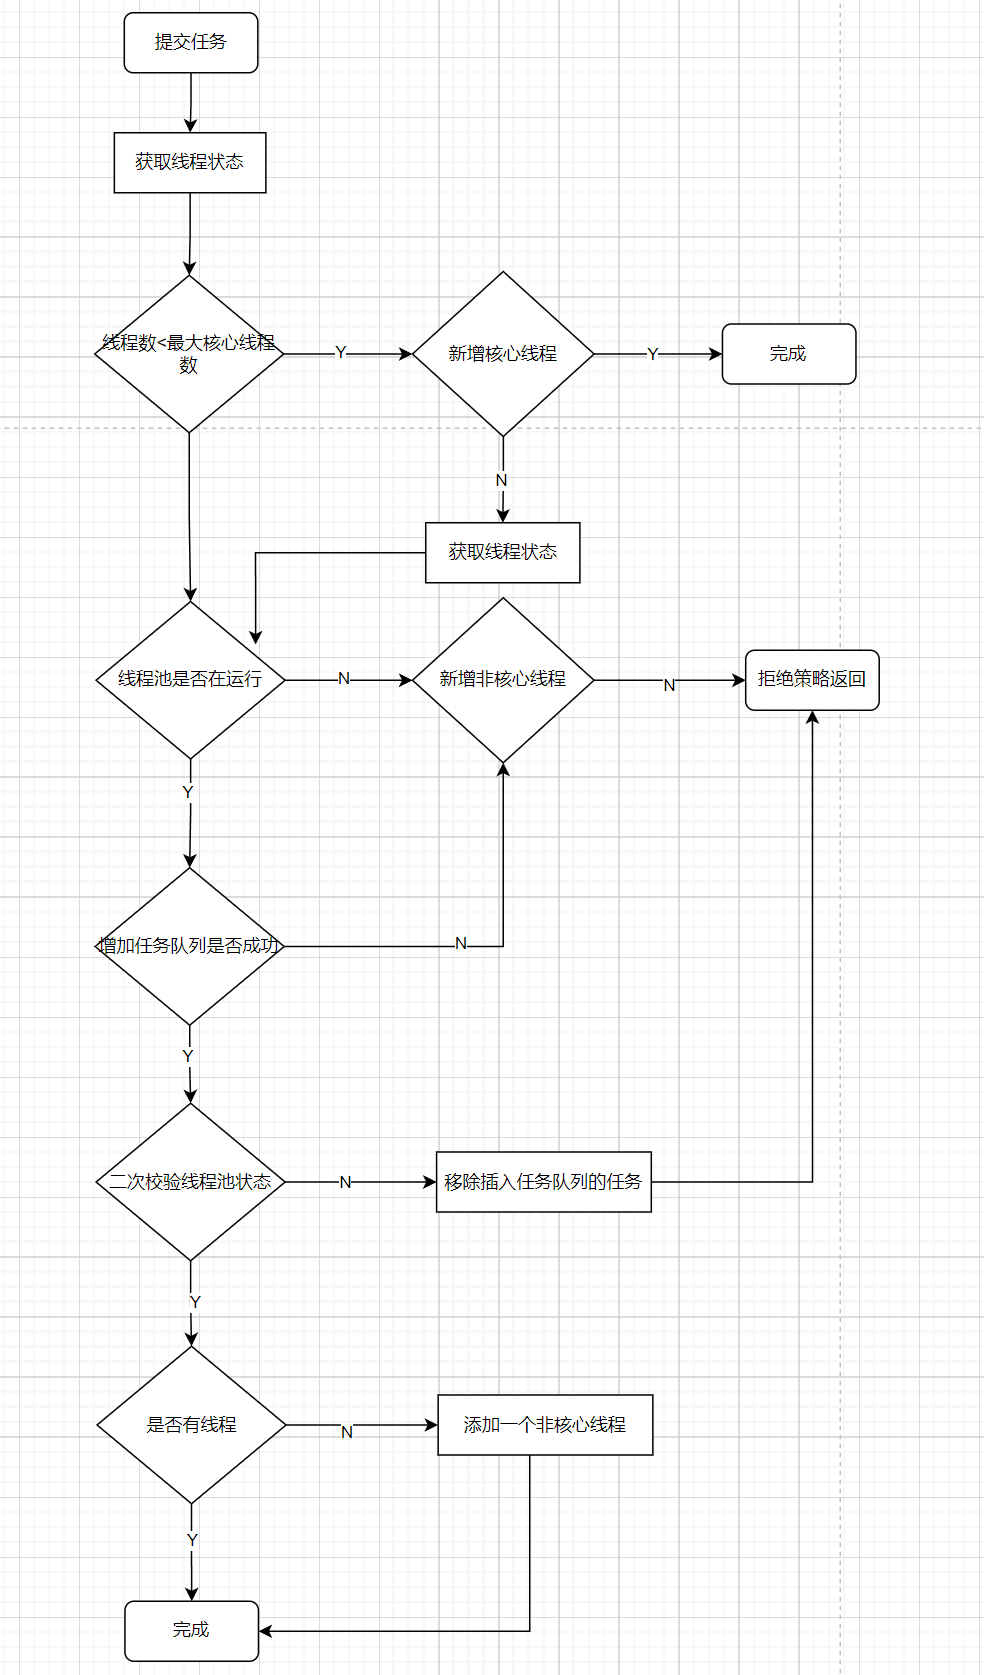 提交任务
获取线程状态
线程数<最大核心线程
数
Y
新增核心线程
Y
完成
N
获取线程状态
线程池是否在运行
N
新增非核心线程
N
拒绝策略返回
Y
增加任务队列是否成功
N
Y
二次校验线程池状态
N
移除插入任务队列的任务
Y
是否有线程
N
添加一个非核心线程
Y
完成